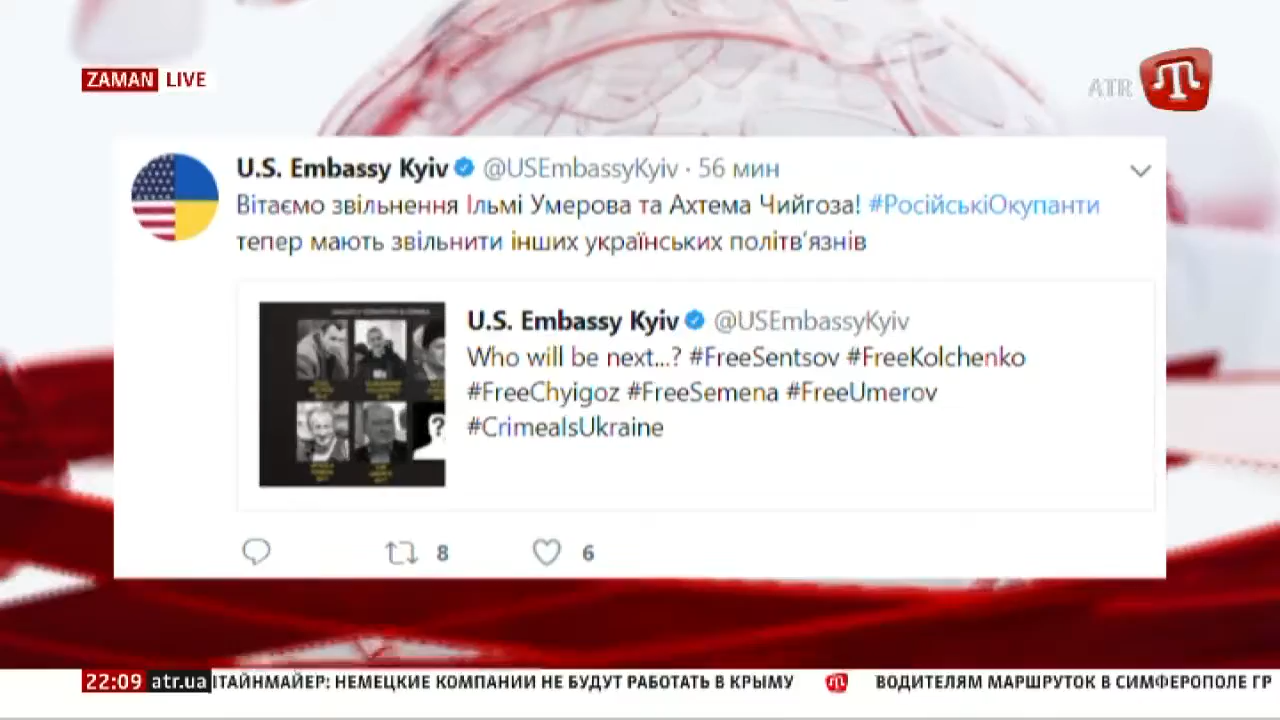 ZAMAN LIVE
ATR
U.S. Embassy Kyiv @USEmbassyKyiv · 56 мин
Вітаємо звільнення Ільмі Умерова та Ахтема Чийгоза! #РосійськіОкупанти
тепер мають звільнити інших українських політв’язнів
U.S. Embassy Kyiv @USEmbassyKyiv
Who will be next...? #FreeSentsov #FreeKolchenko
#FreeChyigoz #FreeSemena #FreeUmerov
#CrimeaIsUkraine
?
8 6
22:09 atr.ua ІТАЙНМАЙЕР: НЕМЕЦКИЕ КОМПАНИИ НЕ БУДУТ РАБОТАТЬ В КРЫМУ ВОДИТЕЛЯМ МАРШРУТОК В СИМФЕРОПОЛЕ ГР